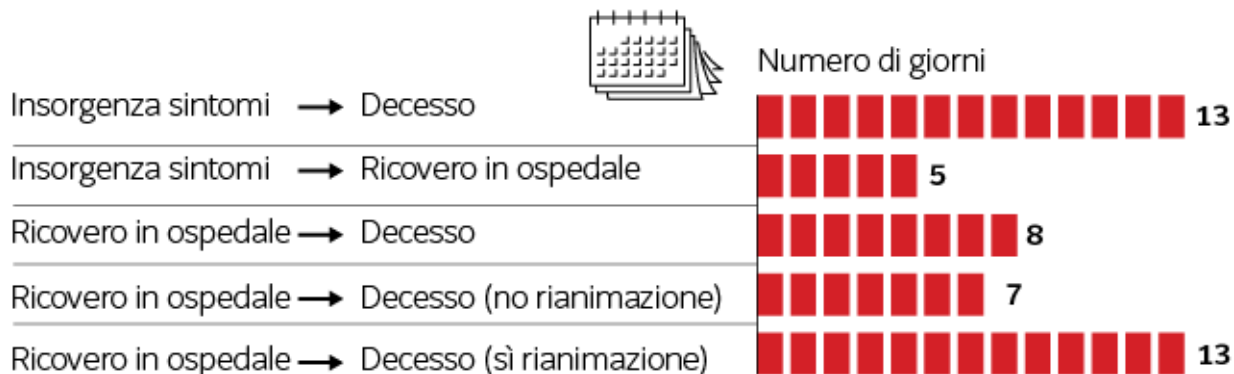 Numero di giorni
Insorgenza sintomi → Decesso 13
Insorgenza sintomi → Ricovero in ospedale 5
Ricovero in ospedale → Decesso 8
Ricovero in ospedale → Decesso (no rianimazione) 7
Ricovero in ospedale → Decesso (sì rianimazione) 13